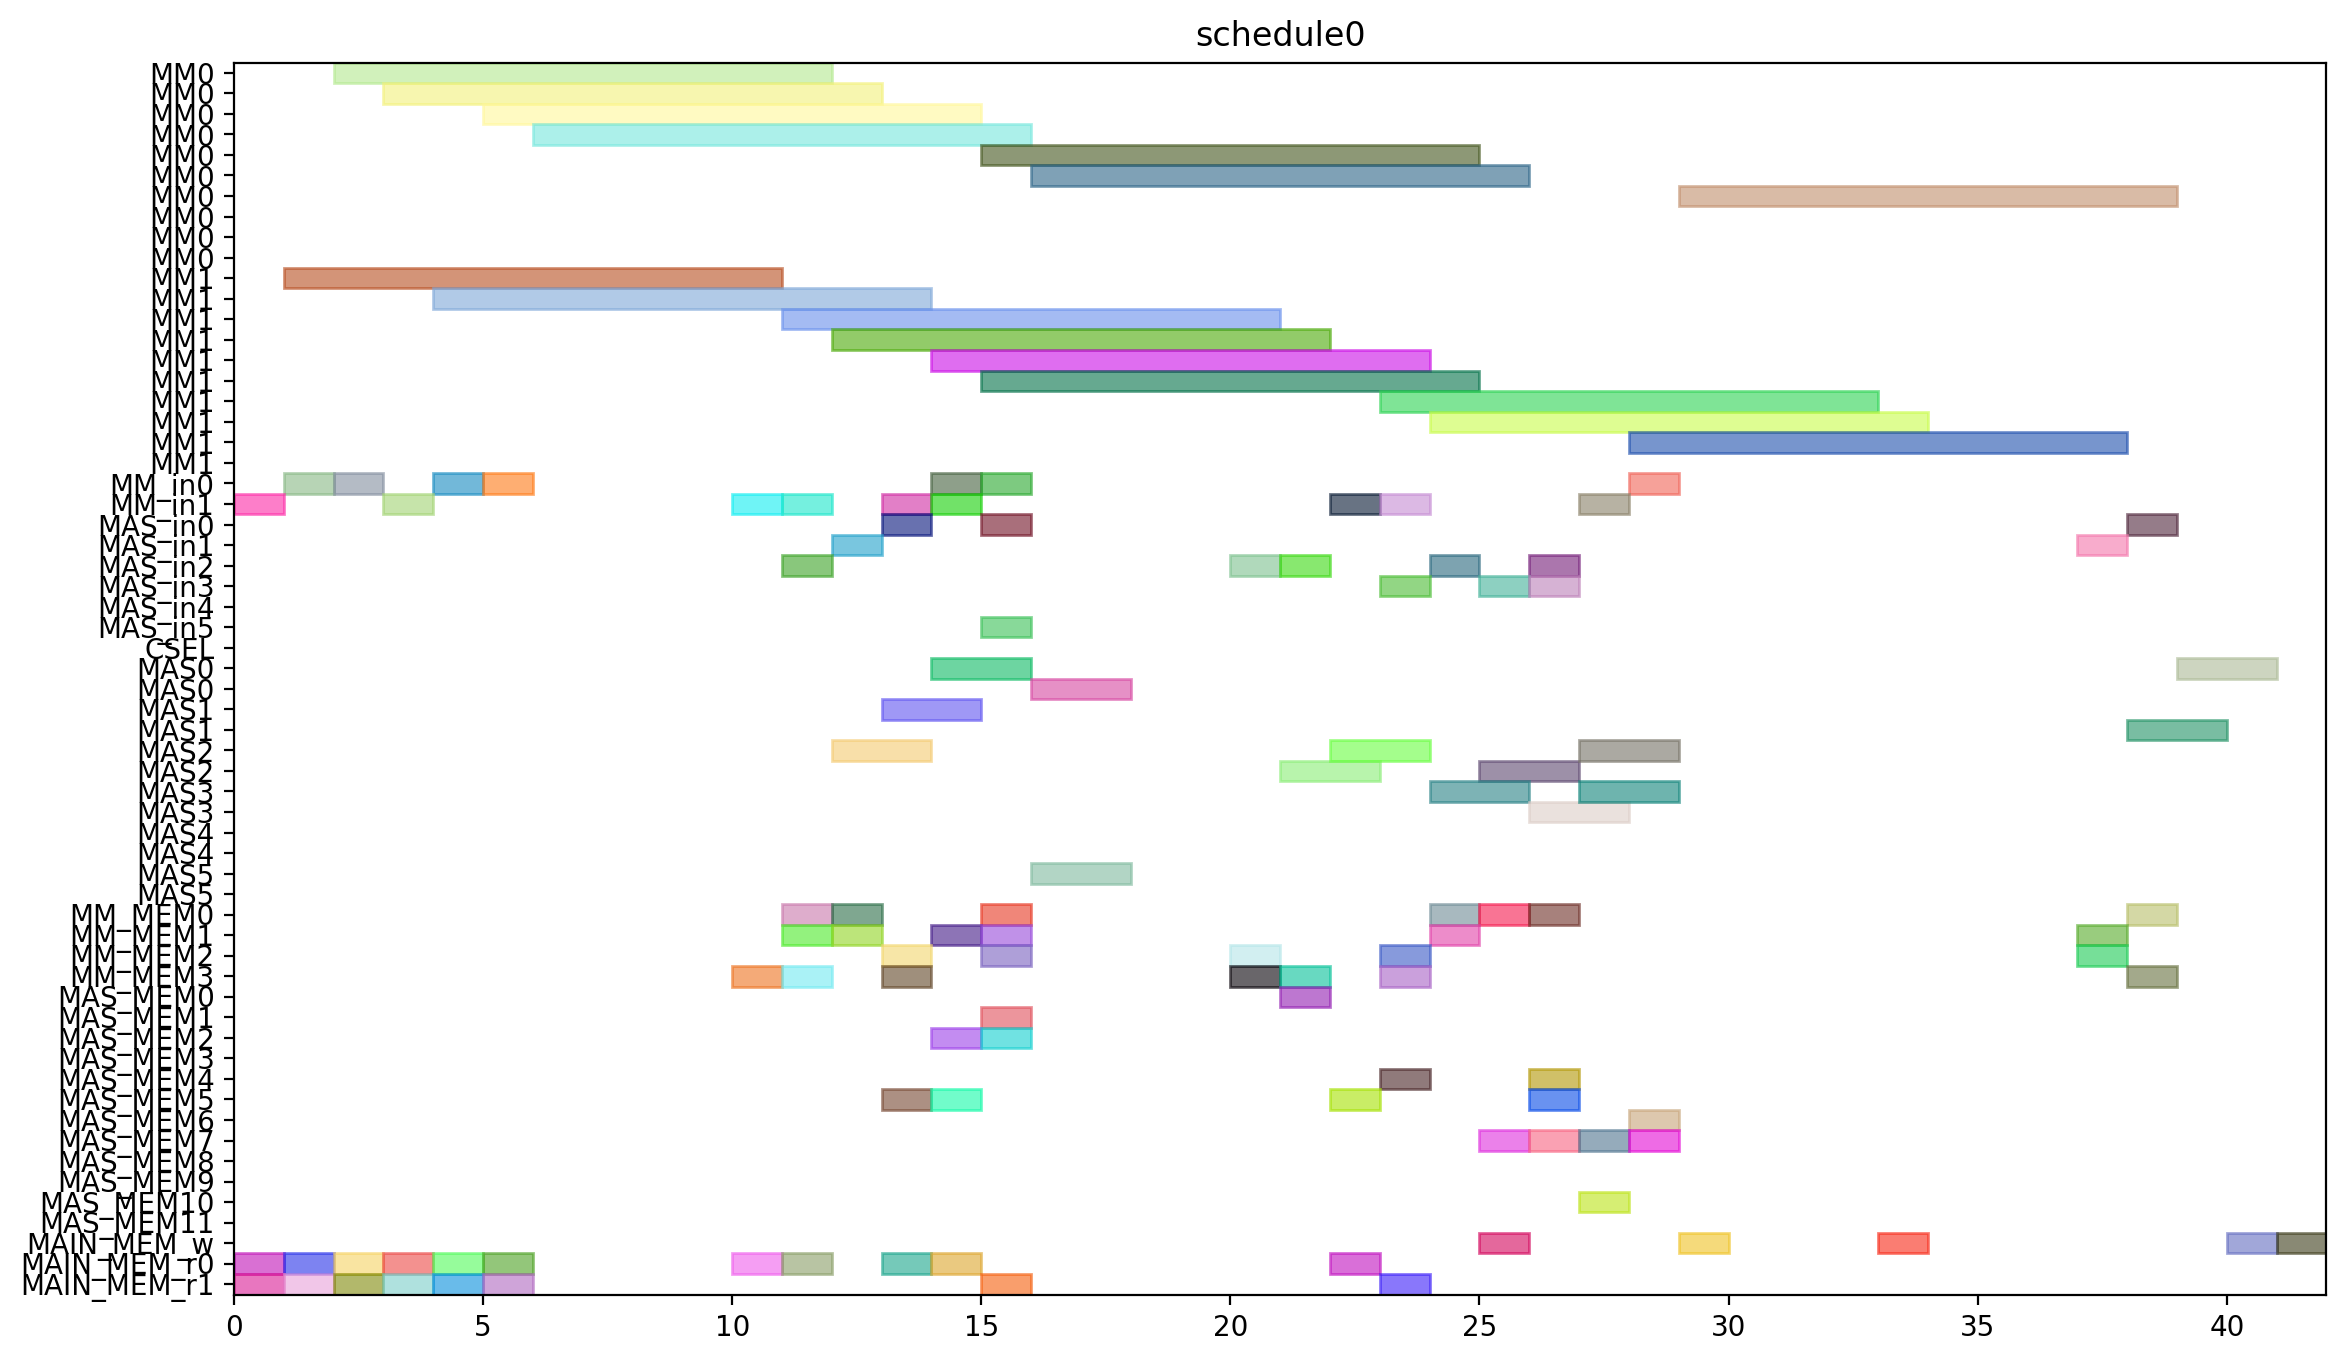 schedule0
MM0
MM0
MM0
MM0
MM0
MM0
MM0
MM0
MM0
MM0
MM1
MM1
MM1
MM1
MM1
MM1
MM1
MM1
MM1
MM1
MM_in0
MM_in1
MAS_in0
MAS_in1
MAS_in2
MAS_in3
MAS_in4
MAS_in5
CSEL
MAS0
MAS0
MAS1
MAS1
MAS2
MAS2
MAS3
MAS3
MAS4
MAS4
MAS5
MAS5
MM_MEM0
MM_MEM1
MM_MEM2
MM_MEM3
MAS_MEM0
MAS_MEM1
MAS_MEM2
MAS_MEM3
MAS_MEM4
MAS_MEM5
MAS_MEM6
MAS_MEM7
MAS_MEM8
MAS_MEM9
MAS_MEM10
MAS_MEM11
MAIN_MEM_w
MAIN_MEM_r0
MAIN_MEM_r1
0 5 10 15 20 25 30 35 40